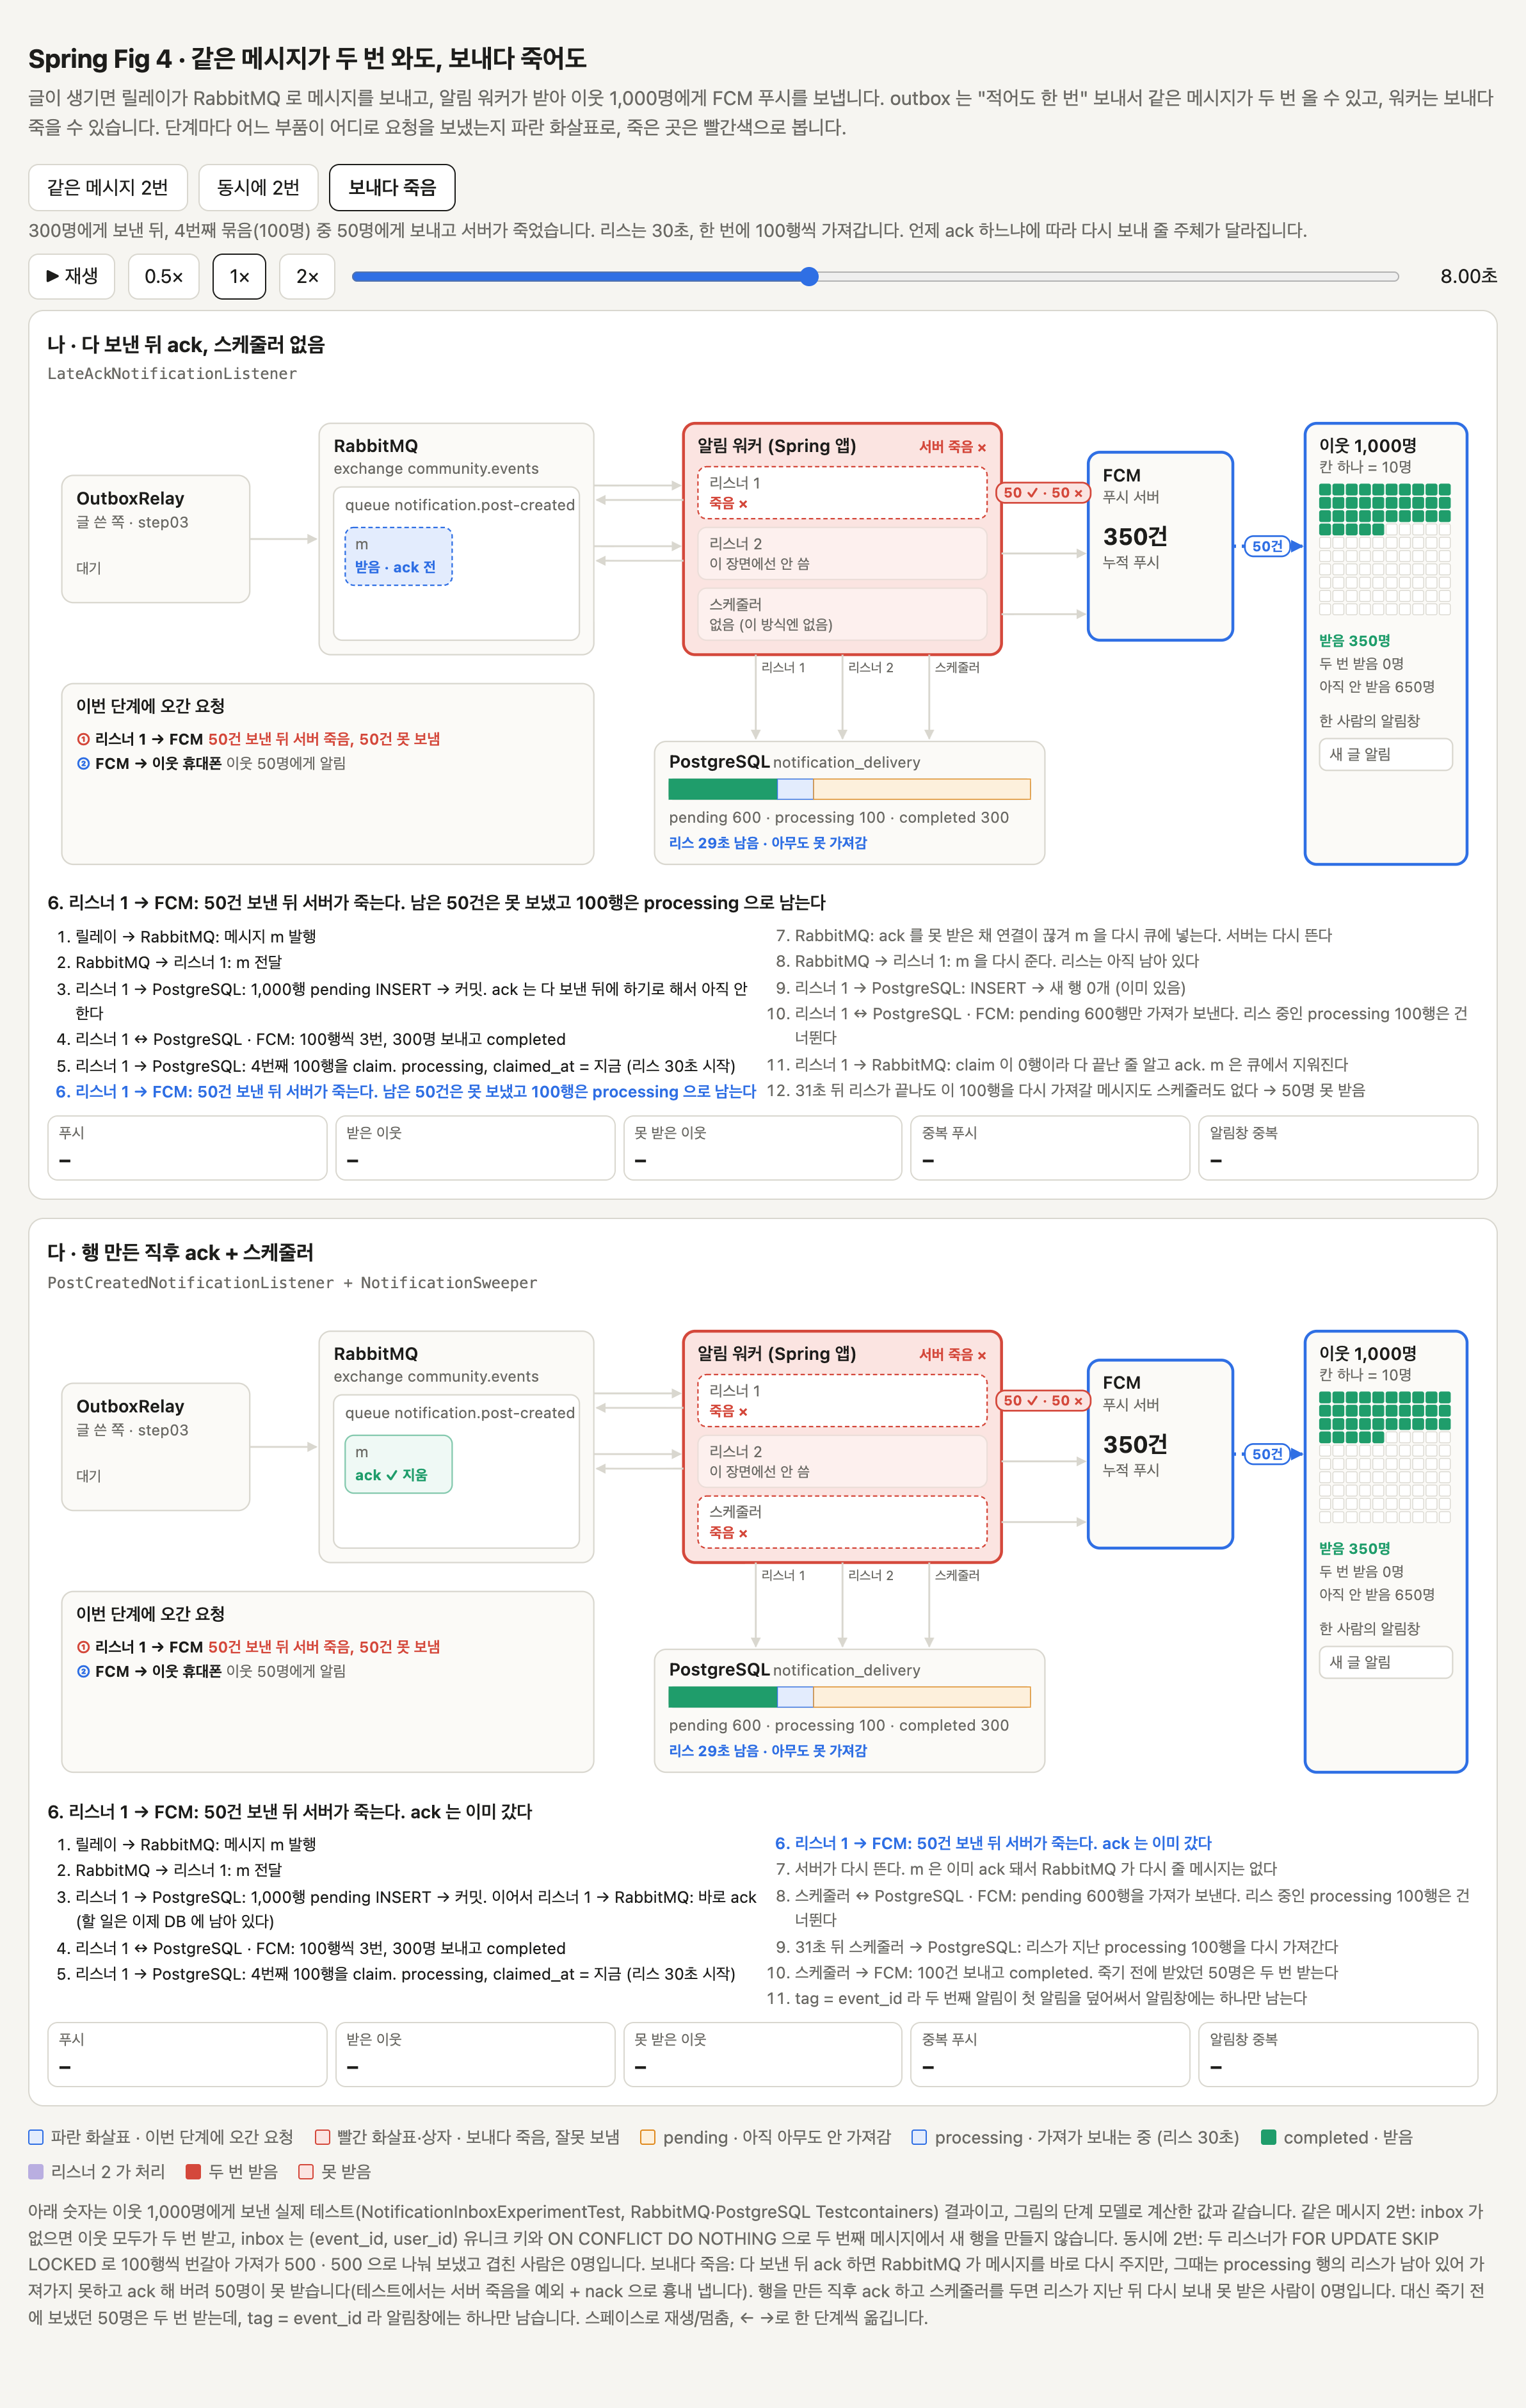 Spring Fig 4 · 같은 메시지가 두 번 와도, 보내다 죽어도
글이 생기면 릴레이가 RabbitMQ 로 메시지를 보내고, 알림 워커가 받아 이웃 1,000명에게 FCM 푸시를 보냅니다. outbox 는 "적어도 한 번" 보내서 같은 메시지가 두 번 올 수 있고, 워커는 보내다
죽을 수 있습니다. 단계마다 어느 부품이 어디로 요청을 보냈는지 파란 화살표로, 죽은 곳은 빨간색으로 봅니다.
같은 메시지 2번
동시에 2번
보내다 죽음
300명에게 보낸 뒤, 4번째 묶음(100명) 중 50명에게 보내고 서버가 죽었습니다. 리스는 30초, 한 번에 100행씩 가져갑니다. 언제 ack 하느냐에 따라 다시 보내 줄 주체가 달라집니다.
▶ 재생
0.5×
1×
2×
8.00초
나 · 다 보낸 뒤 ack, 스케줄러 없음
LateAckNotificationListener
OutboxRelay
글 쓴 쪽 · step03
대기
RabbitMQ
exchange community.events
queue notification.post-created
m
받음 · ack 전
알림 워커 (Spring 앱)
서버 죽음 ×
리스너 1
죽음 ×
리스너 2
이 장면에선 안 씀
스케줄러
없음 (이 방식엔 없음)
50 ✓ · 50 ×
FCM
푸시 서버
350건
누적 푸시
50건
이웃 1,000명
칸 하나 = 10명
받음 350명
두 번 받음 0명
아직 안 받음 650명
한 사람의 알림창
새 글 알림
리스너 1
리스너 2
스케줄러
이번 단계에 오간 요청
① 리스너 1 → FCM 50건 보낸 뒤 서버 죽음, 50건 못 보냄
② FCM → 이웃 휴대폰 이웃 50명에게 알림
PostgreSQL notification_delivery
pending 600 · processing 100 · completed 300
리스 29초 남음 · 아무도 못 가져감
6. 리스너 1 → FCM: 50건 보낸 뒤 서버가 죽는다. 남은 50건은 못 보냈고 100행은 processing 으로 남는다
1. 릴레이 → RabbitMQ: 메시지 m 발행
2. RabbitMQ → 리스너 1: m 전달
3. 리스너 1 → PostgreSQL: 1,000행 pending INSERT → 커밋. ack 는 다 보낸 뒤에 하기로 해서 아직 안
한다
4. 리스너 1 ↔ PostgreSQL · FCM: 100행씩 3번, 300명 보내고 completed
5. 리스너 1 → PostgreSQL: 4번째 100행을 claim. processing, claimed_at = 지금 (리스 30초 시작)
6. 리스너 1 → FCM: 50건 보낸 뒤 서버가 죽는다. 남은 50건은 못 보냈고 100행은 processing 으로 남는다
7. RabbitMQ: ack 를 못 받은 채 연결이 끊겨 m 을 다시 큐에 넣는다. 서버는 다시 뜬다
8. RabbitMQ → 리스너 1: m 을 다시 준다. 리스는 아직 남아 있다
9. 리스너 1 → PostgreSQL: INSERT → 새 행 0개 (이미 있음)
10. 리스너 1 ↔ PostgreSQL · FCM: pending 600행만 가져가 보낸다. 리스 중인 processing 100행은 건
너뛴다
11. 리스너 1 → RabbitMQ: claim 이 0행이라 다 끝난 줄 알고 ack. m 은 큐에서 지워진다
12. 31초 뒤 리스가 끝나도 이 100행을 다시 가져갈 메시지도 스케줄러도 없다 → 50명 못 받음
푸시
–
받은 이웃
–
못 받은 이웃
–
중복 푸시
–
알림창 중복
–
다 · 행 만든 직후 ack + 스케줄러
PostCreatedNotificationListener + NotificationSweeper
OutboxRelay
글 쓴 쪽 · step03
대기
RabbitMQ
exchange community.events
queue notification.post-created
m
ack ✓ 지움
알림 워커 (Spring 앱)
서버 죽음 ×
리스너 1
죽음 ×
리스너 2
이 장면에선 안 씀
스케줄러
죽음 ×
50 ✓ · 50 ×
FCM
푸시 서버
350건
누적 푸시
50건
이웃 1,000명
칸 하나 = 10명
받음 350명
두 번 받음 0명
아직 안 받음 650명
한 사람의 알림창
새 글 알림
리스너 1
리스너 2
스케줄러
이번 단계에 오간 요청
① 리스너 1 → FCM 50건 보낸 뒤 서버 죽음, 50건 못 보냄
② FCM → 이웃 휴대폰 이웃 50명에게 알림
PostgreSQL notification_delivery
pending 600 · processing 100 · completed 300
리스 29초 남음 · 아무도 못 가져감
6. 리스너 1 → FCM: 50건 보낸 뒤 서버가 죽는다. ack 는 이미 갔다
1. 릴레이 → RabbitMQ: 메시지 m 발행
2. RabbitMQ → 리스너 1: m 전달
3. 리스너 1 → PostgreSQL: 1,000행 pending INSERT → 커밋. 이어서 리스너 1 → RabbitMQ: 바로 ack
(할 일은 이제 DB 에 남아 있다)
4. 리스너 1 ↔ PostgreSQL · FCM: 100행씩 3번, 300명 보내고 completed
5. 리스너 1 → PostgreSQL: 4번째 100행을 claim. processing, claimed_at = 지금 (리스 30초 시작)
6. 리스너 1 → FCM: 50건 보낸 뒤 서버가 죽는다. ack 는 이미 갔다
7. 서버가 다시 뜬다. m 은 이미 ack 돼서 RabbitMQ 가 다시 줄 메시지는 없다
8. 스케줄러 ↔ PostgreSQL · FCM: pending 600행을 가져가 보낸다. 리스 중인 processing 100행은 건
너뛴다
9. 31초 뒤 스케줄러 → PostgreSQL: 리스가 지난 processing 100행을 다시 가져간다
10. 스케줄러 → FCM: 100건 보내고 completed. 죽기 전에 받았던 50명은 두 번 받는다
11. tag = event_id 라 두 번째 알림이 첫 알림을 덮어써서 알림창에는 하나만 남는다
푸시
–
받은 이웃
–
못 받은 이웃
–
중복 푸시
–
알림창 중복
–
파란 화살표 · 이번 단계에 오간 요청
빨간 화살표·상자 · 보내다 죽음, 잘못 보냄
pending · 아직 아무도 안 가져감
processing · 가져가 보내는 중 (리스 30초)
completed · 받음
리스너 2 가 처리
두 번 받음
못 받음
아래 숫자는 이웃 1,000명에게 보낸 실제 테스트(NotificationInboxExperimentTest, RabbitMQ·PostgreSQL Testcontainers) 결과이고, 그림의 단계 모델로 계산한 값과 같습니다. 같은 메시지 2번: inbox 가
없으면 이웃 모두가 두 번 받고, inbox 는 (event_id, user_id) 유니크 키와 ON CONFLICT DO NOTHING 으로 두 번째 메시지에서 새 행을 만들지 않습니다. 동시에 2번: 두 리스너가 FOR UPDATE SKIP
LOCKED 로 100행씩 번갈아 가져가 500 · 500 으로 나눠 보냈고 겹친 사람은 0명입니다. 보내다 죽음: 다 보낸 뒤 ack 하면 RabbitMQ 가 메시지를 바로 다시 주지만, 그때는 processing 행의 리스가 남아 있어 가
져가지 못하고 ack 해 버려 50명이 못 받습니다(테스트에서는 서버 죽음을 예외 + nack 으로 흉내 냅니다). 행을 만든 직후 ack 하고 스케줄러를 두면 리스가 지난 뒤 다시 보내 못 받은 사람이 0명입니다. 대신 죽기 전
에 보냈던 50명은 두 번 받는데, tag = event_id 라 알림창에는 하나만 남습니다. 스페이스로 재생/멈춤, ← →로 한 단계씩 옮깁니다.